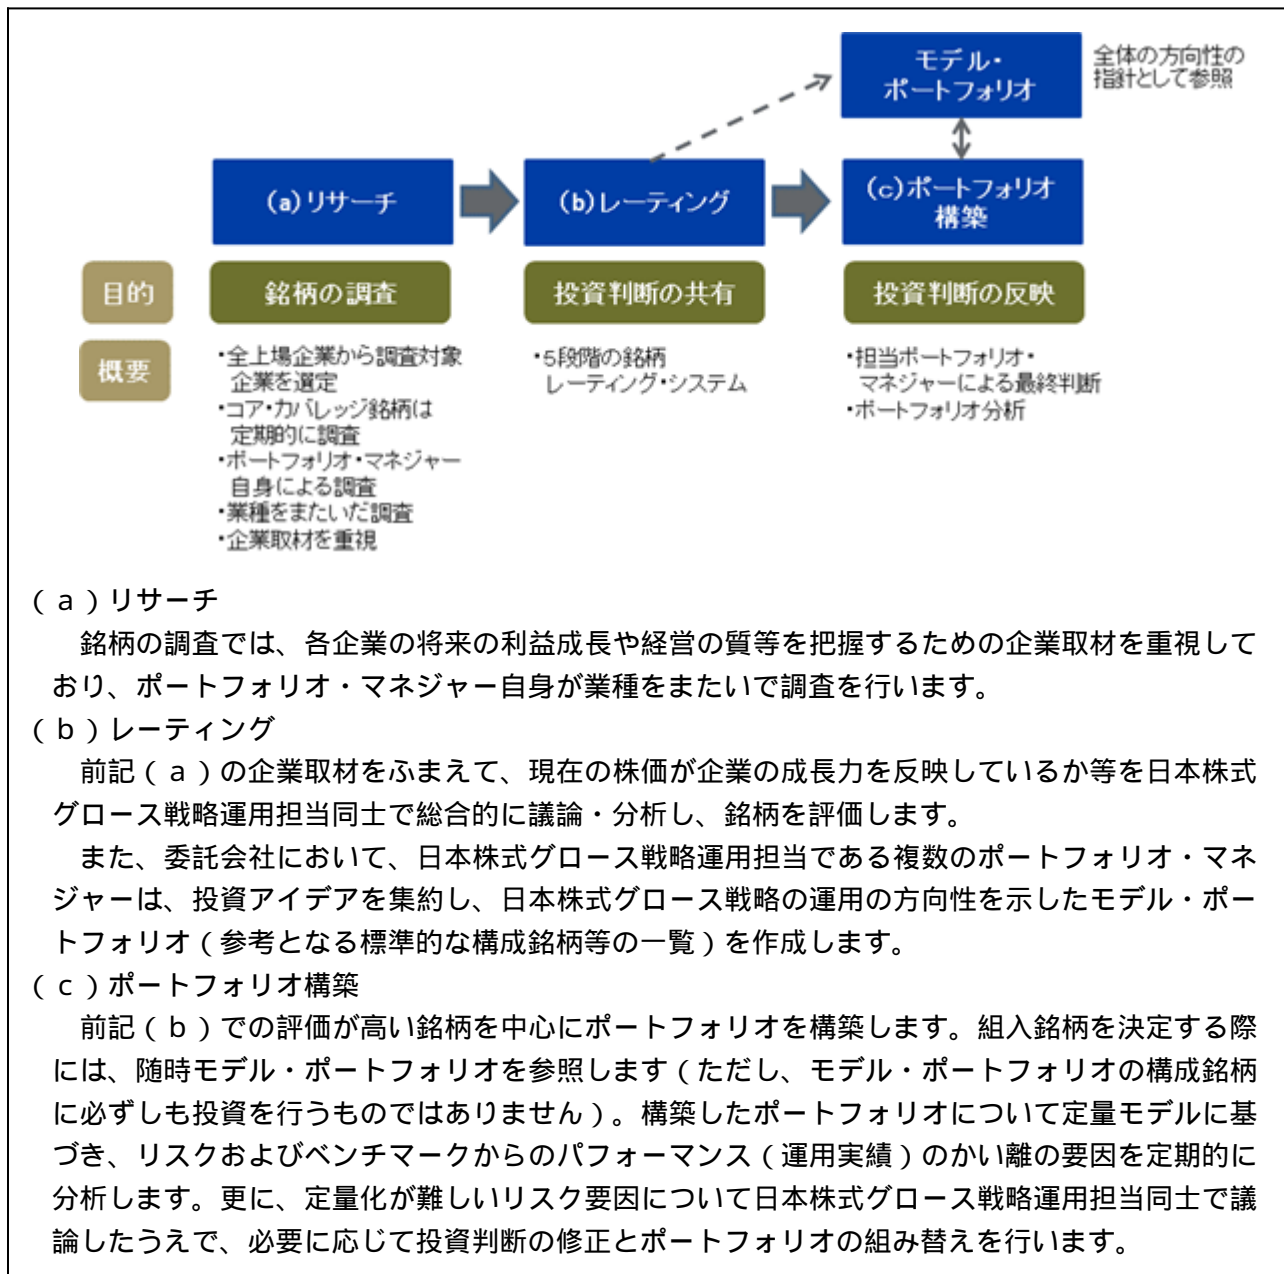 モデル・
ポートフォリオ
全体の方向性の
指針として参照
(a)リサーチ
(b)レーティング
(c)ポートフォリオ
構築
目的
銘柄の調査
投資判断の共有
投資判断の反映
概要
・全上場企業から調査対象
企業を選定
・コア・カバレッジ銘柄は
定期的に調査
・ポートフォリオ・マネジャー
自身による調査
・業種をまたいだ調査
・企業取材を重視
・5段階の銘柄
レーティング・システム
・担当ポートフォリオ・
マネジャーによる最終判断
・ポートフォリオ分析
(a)リサーチ
銘柄の調査では、各企業の将来の利益成長や経営の質等を把握するための企業取材を重視して
おり、ポートフォリオ・マネジャー自身が業種をまたいで調査を行います。
(b)レーティング
前記(a)の企業取材をふまえて、現在の株価が企業の成長力を反映しているか等を日本株式
グロース戦略運用担当同士で総合的に議論・分析し、銘柄を評価します。
また、委託会社において、日本株式グロース戦略運用担当である複数のポートフォリオ・マネ
ジャーは、投資アイデアを集約し、日本株式グロース戦略の運用の方向性を示したモデル・ポー
トフォリオ(参考となる標準的な構成銘柄等の一覧)を作成します。
(c)ポートフォリオ構築
前記(b)での評価が高い銘柄を中心にポートフォリオを構築します。組入銘柄を決定する際
には、随時モデル・ポートフォリオを参照します(ただし、モデル・ポートフォリオの構成銘柄
に必ずしも投資を行うものではありません)。構築したポートフォリオについて定量モデルに基
づき、リスクおよびベンチマークからのパフォーマンス(運用実績)のかい離の要因を定期的に
分析します。更に、定量化が難しいリスク要因について日本株式グロース戦略運用担当同士で議
論したうえで、必要に応じて投資判断の修正とポートフォリオの組み替えを行います。